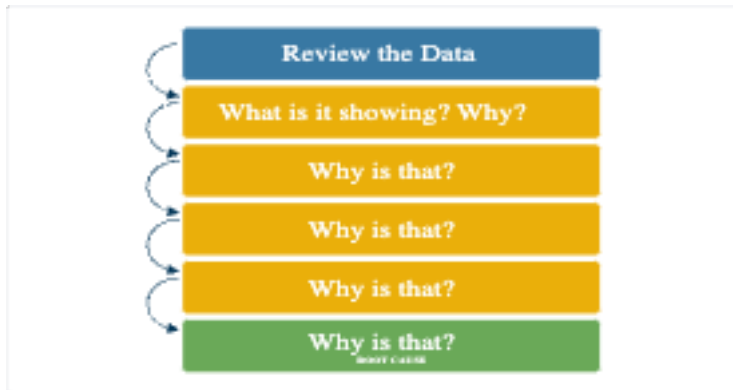 Review the Data
What is it showing? Why?
Why is that?
Why is that?
Why is that?
Why is that?
ROOT CAUSE